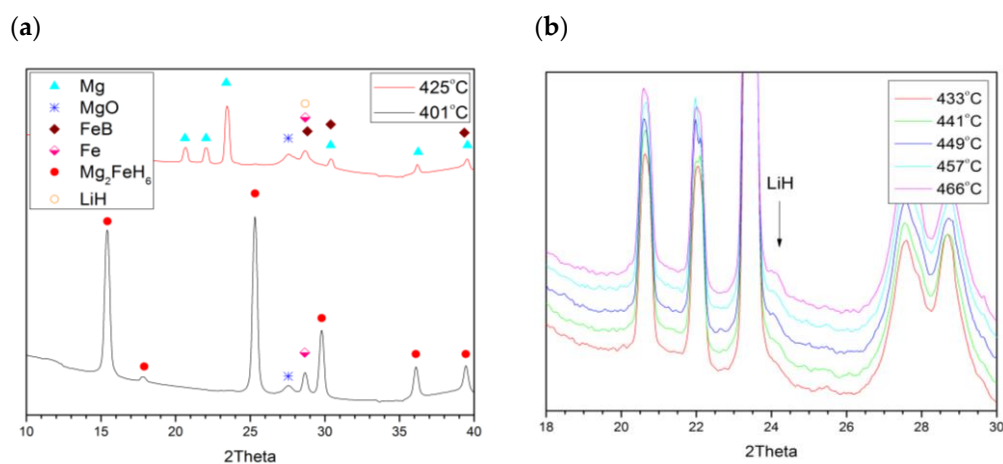 (a)
(b)
Mg
MgO
FeB
Fe
Mg₂FeH₆
LiH
425°C
401°C
10 15 20 25 30 35 40
2Theta
433°C
441°C
449°C
457°C
466°C
LiH
18 20 22 24 26 28 30
2Theta